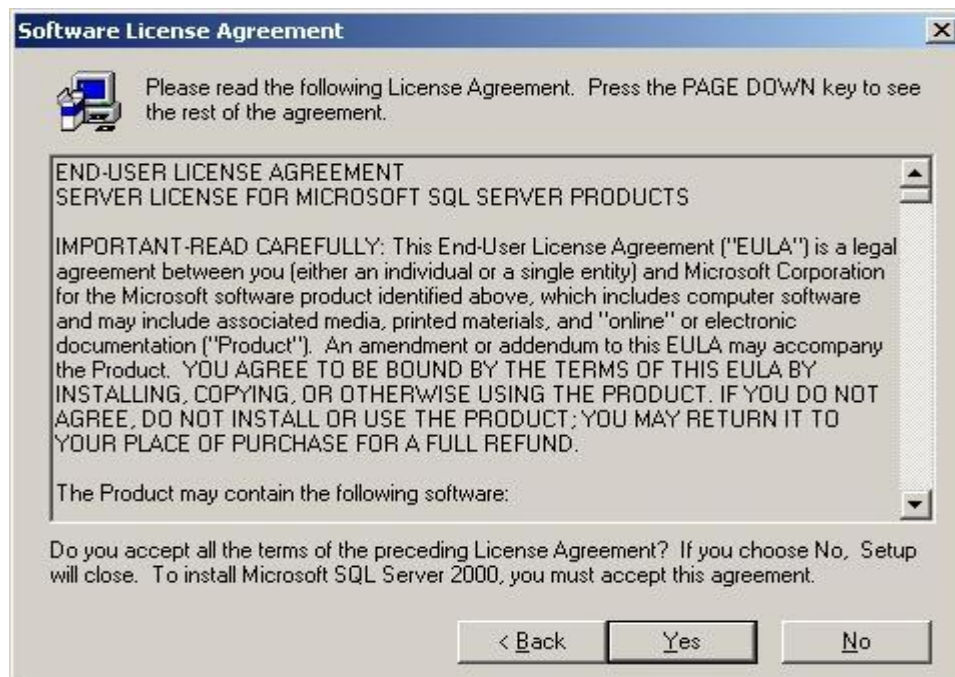 Software License Agreement
Please read the following License Agreement.  Press the PAGE DOWN key to see
the rest of the agreement.
END-USER LICENSE AGREEMENT
SERVER LICENSE FOR MICROSOFT SQL SERVER PRODUCTS
IMPORTANT-READ CAREFULLY: This End-User License Agreement ("EULA") is a legal
agreement between you (either an individual or a single entity) and Microsoft Corporation
for the Microsoft software product identified above, which includes computer software
and may include associated media, printed materials, and "online" or electronic
documentation ("Product").  An amendment or addendum to this EULA may accompany
the Product.  YOU AGREE TO BE BOUND BY THE TERMS OF THIS EULA BY
INSTALLING, COPYING, OR OTHERWISE USING THE PRODUCT. IF YOU DO NOT
AGREE, DO NOT INSTALL OR USE THE PRODUCT; YOU MAY RETURN IT TO
YOUR PLACE OF PURCHASE FOR A FULL REFUND.
The Product may contain the following software:
Do you accept all the terms of the preceding License Agreement?  If you choose No,  Setup
will close.  To install Microsoft SQL Server 2000, you must accept this agreement.
< Back
Yes
No